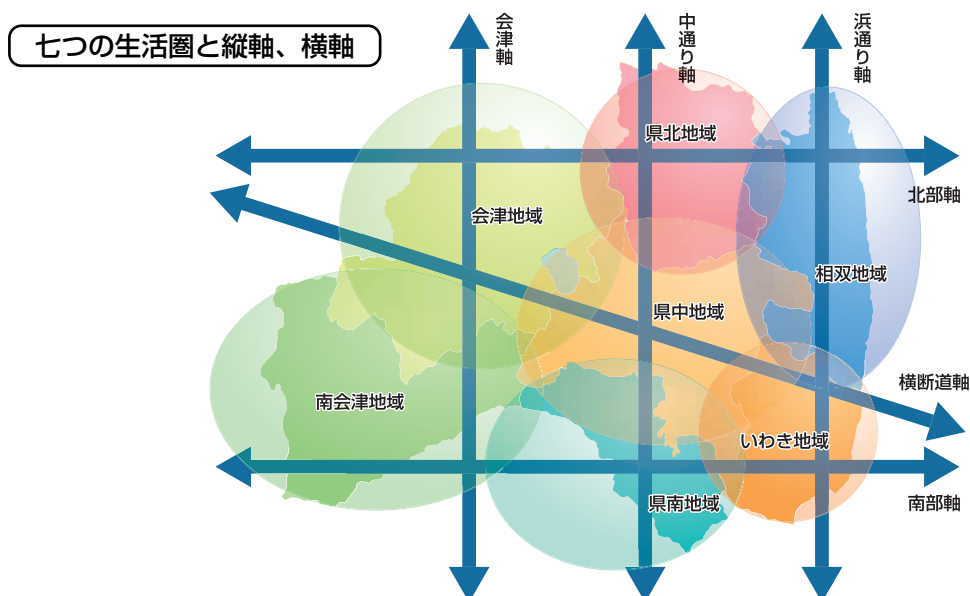 七つの生活圏と縦軸、横軸
会津軸
中通り軸
浜通り軸
県北地域
北部軸
会津地域
相双地域
県中地域
横断道軸
南会津地域
いわき地域
県南地域
南部軸